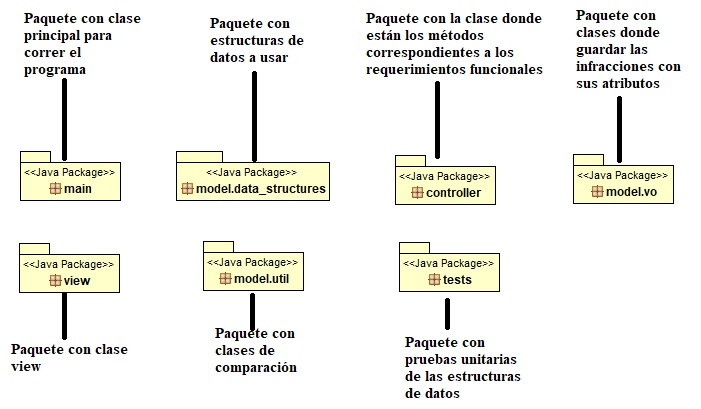 Paquete con clase
principal para
correr el
programa
Paquete con
estructuras de
datos a usar
Paquete con la clase donde
están los métodos
correspondientes a los
requerimientos funcionales
Paquete con
clases donde
guardar las
infracciones con
sus atributos
<<Java Package>>
main
<<Java Package>>
model.data_structures
<<Java Package>>
controller
<<Java Package>>
model.vo
<<Java Package>>
view
<<Java Package>>
model.util
<<Java Package>>
tests
Paquete con clase
view
Paquete con
clases de
comparación
Paquete con
pruebas unitarias
de las estructuras
de datos